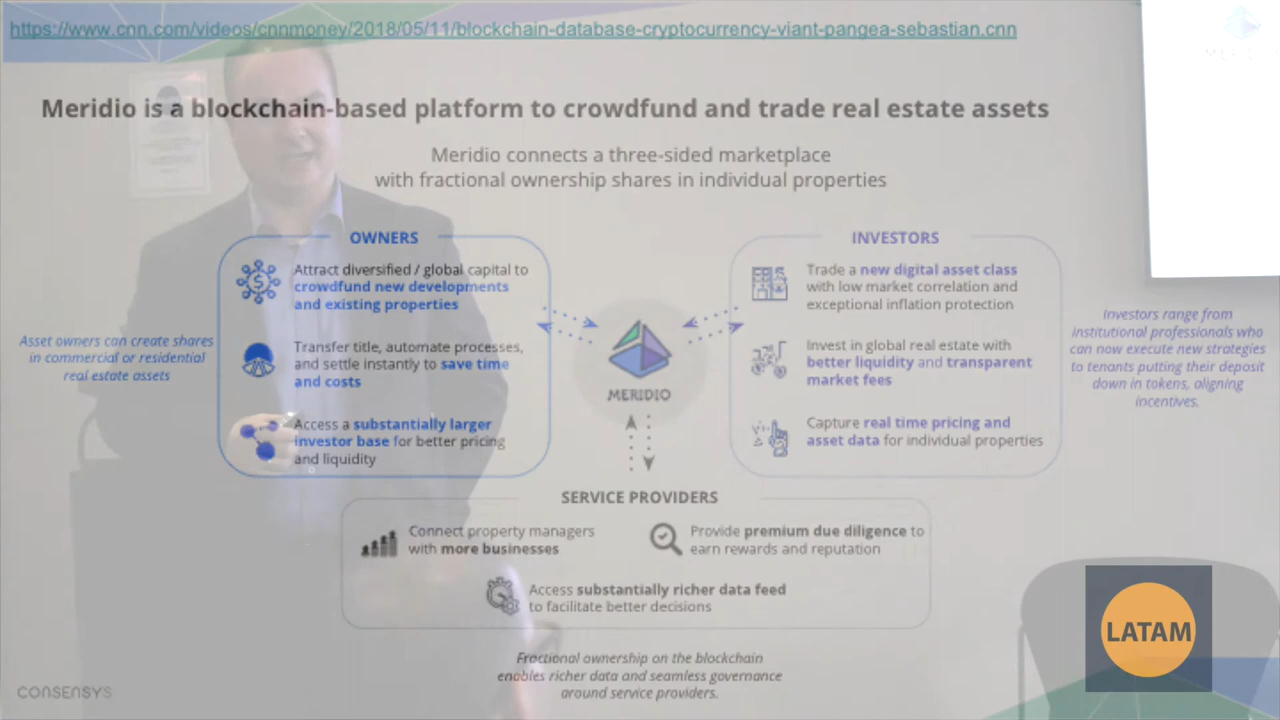 https://www.cnn.com/videos/cnnmoney/2018/05/11/blockchain-database-cryptocurrency-viant-pangea-sebastian.cnn
Meridio is a blockchain-based platform to crowdfund and trade real estate assets
Meridio connects a three-sided marketplace
with fractional ownership shares in individual properties
OWNERS
Attract diversified / global capital to
crowdfund new developments
and existing properties
Transfer title, automate processes,
and settle instantly to save time
and costs
Access a substantially larger
investor base for better pricing
and liquidity
Asset owners can create shares
in commercial or residential
real estate assets
MERIDIO
INVESTORS
Trade a new digital asset class
with low market correlation and
exceptional inflation protection
Invest in global real estate with
better liquidity and transparent
market fees
Capture real time pricing and
asset data for individual properties
Investors range from
institutional professionals who
can now execute new strategies
to tenants putting their deposit
down in tokens, aligning
incentives.
SERVICE PROVIDERS
Connect property managers
with more businesses
Provide premium due diligence to
earn rewards and reputation
Access substantially richer data feed
to facilitate better decisions
Fractional ownership on the blockchain
enables richer data and seamless governance
around service providers.
CONSENSYS
LATAM